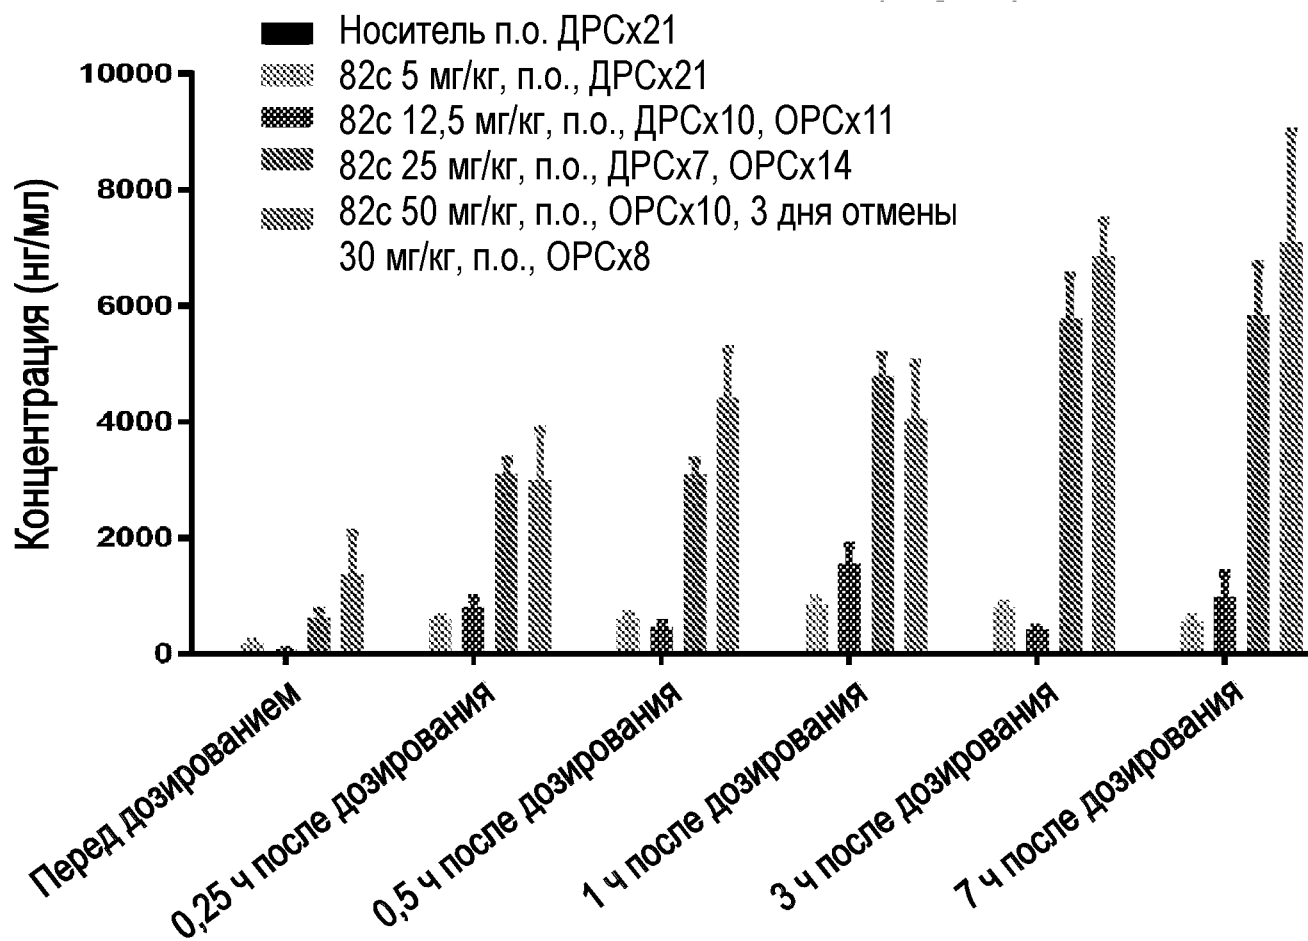 Носитель п.о. ДРСх21
82с 5 мг/кг, п.о., ДРСх21
82с 12,5 мг/кг, п.о., ДРСх10, ОРСх11
82с 25 мг/кг, п.о., ДРСх7, ОРСх14
82с 50 мг/кг, п.о., ОРСх10, 3 дня отмены
30 мг/кг, п.о., ОРСх8
Концентрация (нг/мл)
10000
8000
6000
4000
2000
0
Перед дозированием
0,25 ч после дозирования
0,5 ч после дозирования
1 ч после дозирования
3 ч после дозирования
7 ч после дозирования